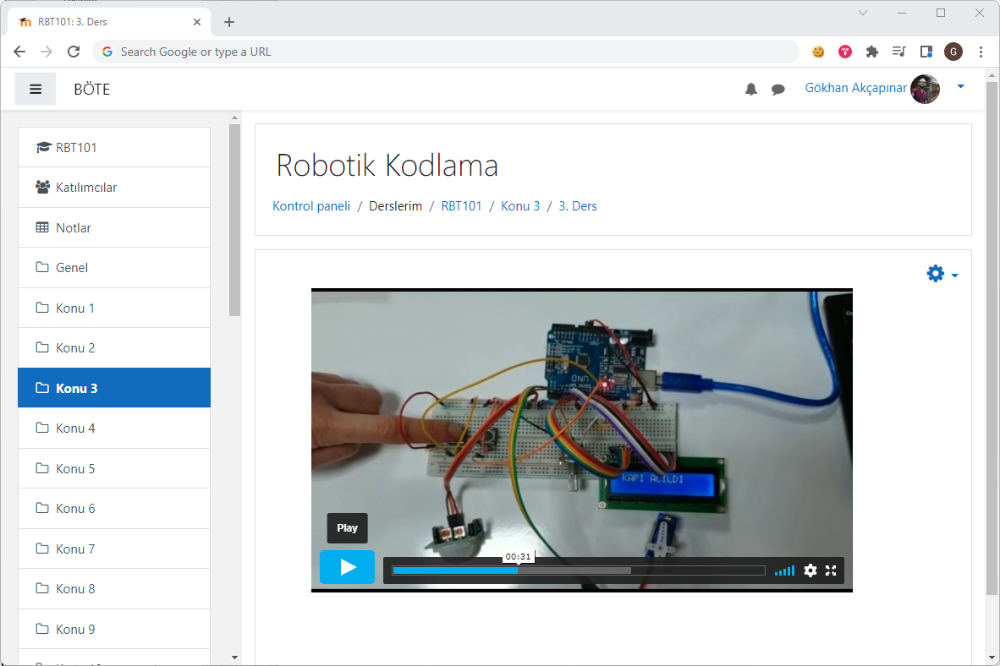 RBT101: 3. Ders
Search Google or type a URL
G
BÖTE
Gökhan Akçapınar
RBT101
Katılımcılar
Notlar
Genel
Konu 1
Konu 2
Konu 3
Konu 4
Konu 5
Konu 6
Konu 7
Konu 8
Konu 9
Robotik Kodlama
Kontrol paneli / Derslerim / RBT101 / Konu 3 / 3. Ders
UNO
KAPI ACILDI
Play
00:31